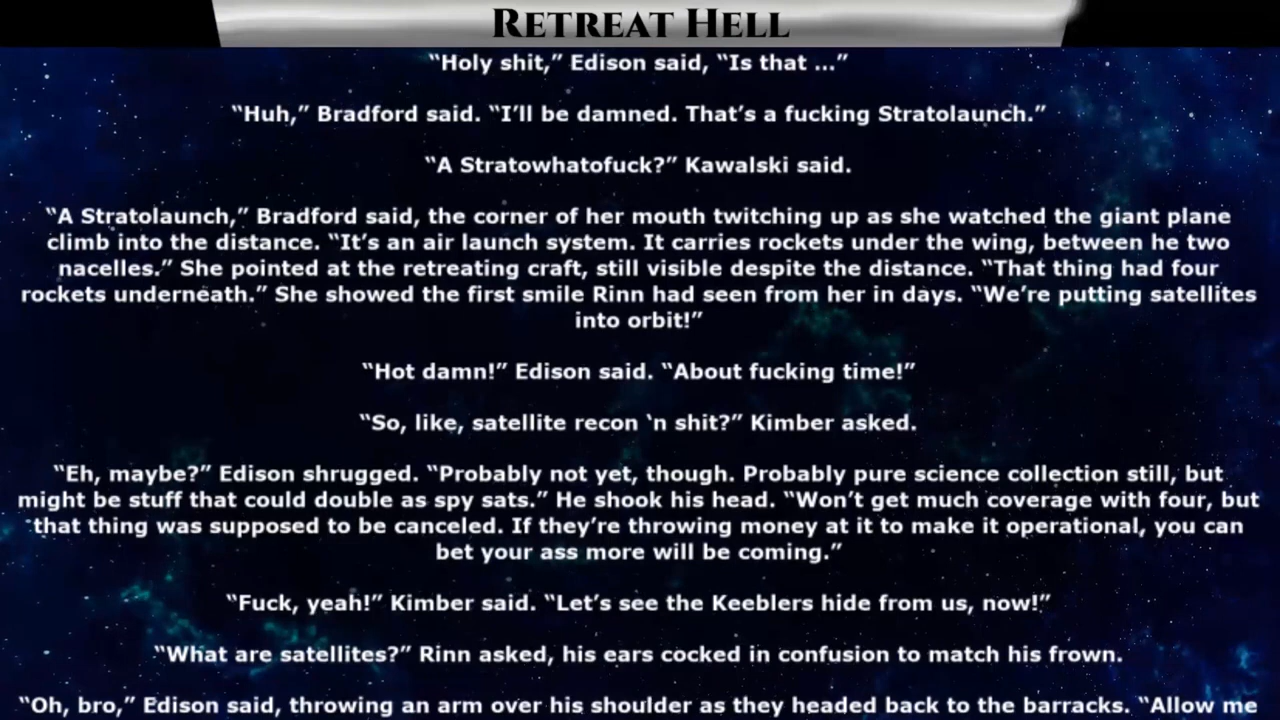 RETREAT HELL
“Holy shit,” Edison said, “Is that ...”
“Huh,” Bradford said. “I’ll be damned. That’s a fucking Stratolaunch.”
“A Stratowhatofuck?” Kawalski said.
“A Stratolaunch,” Bradford said, the corner of her mouth twitching up as she watched the giant plane
climb into the distance. “It’s an air launch system. It carries rockets under the wing, between he two
nacelles.” She pointed at the retreating craft, still visible despite the distance. “That thing had four
rockets underneath.” She showed the first smile Rinn had seen from her in days. “We’re putting satellites
into orbit!”
“Hot damn!” Edison said. “About fucking time!”
“So, like, satellite recon ‘n shit?” Kimber asked.
“Eh, maybe?” Edison shrugged. “Probably not yet, though. Probably pure science collection still, but
might be stuff that could double as spy sats.” He shook his head. “Won’t get much coverage with four, but
that thing was supposed to be canceled. If they’re throwing money at it to make it operational, you can
bet your ass more will be coming.”
“Fuck, yeah!” Kimber said. “Let’s see the Keeblers hide from us, now!”
“What are satellites?” Rinn asked, his ears cocked in confusion to match his frown.
“Oh, bro,” Edison said, throwing an arm over his shoulder as they headed back to the barracks. “Allow me